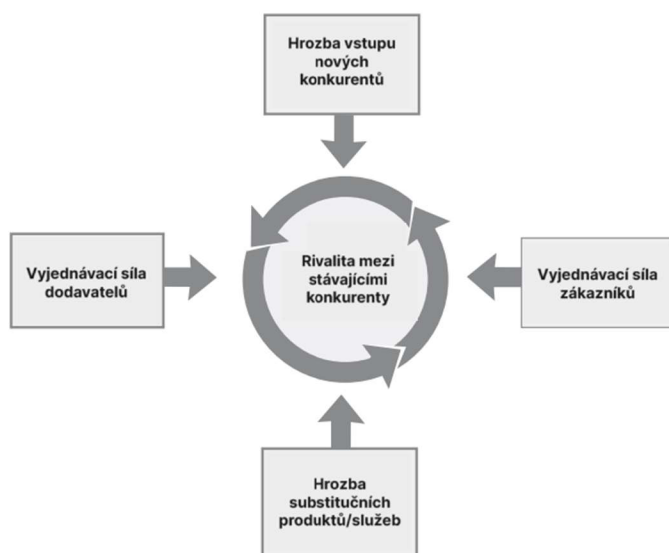 Hrozba vstupu
nových
konkurentů
Vyjednávací síla
dodavatelů
Rivalita mezi
stávajícími
konkurenty
Vyjednávací síla
zákazníků
Hrozba
substitučních
produktů/služeb